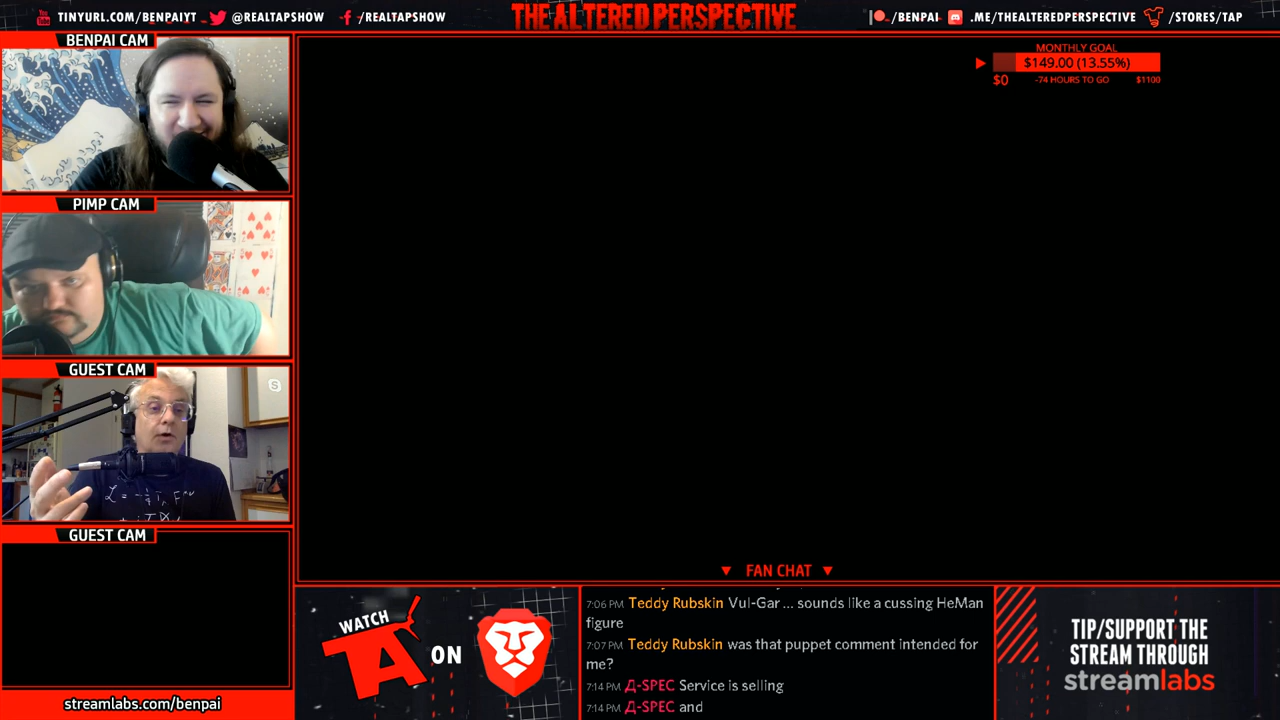 TINYURL.COM/BENPAIYT
@REALTAPSHOW
/REALTAPSHOW
THE ALTERED PERSPECTIVE
/BENPAI
.ME/THEALTEREDPERSPECTIVE
/STORES/TAP
BENPAI CAM
MONTHLY GOAL
$149.00 (13.55%)
$0
-74 HOURS TO GO
$1100
PIMP CAM
GUEST CAM
GUEST CAM
FAN CHAT
WATCH
TA
ON
7:06 PM Teddy Rubskin Vul-Gar ... sounds like a cussing HeMan
figure
7:07 PM Teddy Rubskin was that puppet comment intended for
me?
7:14 PM Д-SPEC Service is selling
7:14 PM Д-SPEC and
TIP/SUPPORT THE
STREAM THROUGH
streamlabs
streamlabs.com/benpai